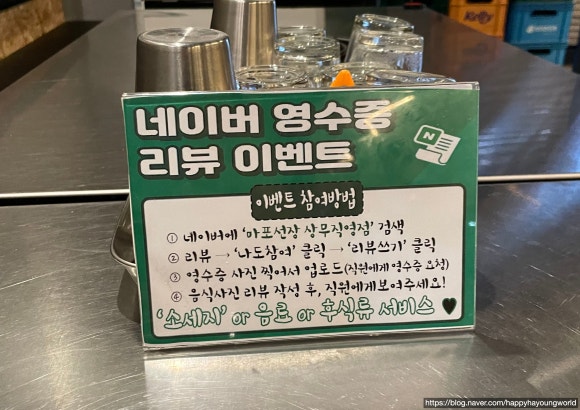 네이버 영수증
리뷰 이벤트
이벤트 참여방법
① 네이버에 '마포선장 상무직영점' 검색
② 리뷰 → '나도참여' 클릭 → '리뷰쓰기' 클릭
③ 영수증 사진 찍어서 업로드(직원에게 영수증 요청)
④ 음식사진 리뷰 작성 후, 직원에게보여주세요!
'소세지' or 음료 or 후식류 서비스 ♥
N
https://blog.naver.com/happyhayoungworld